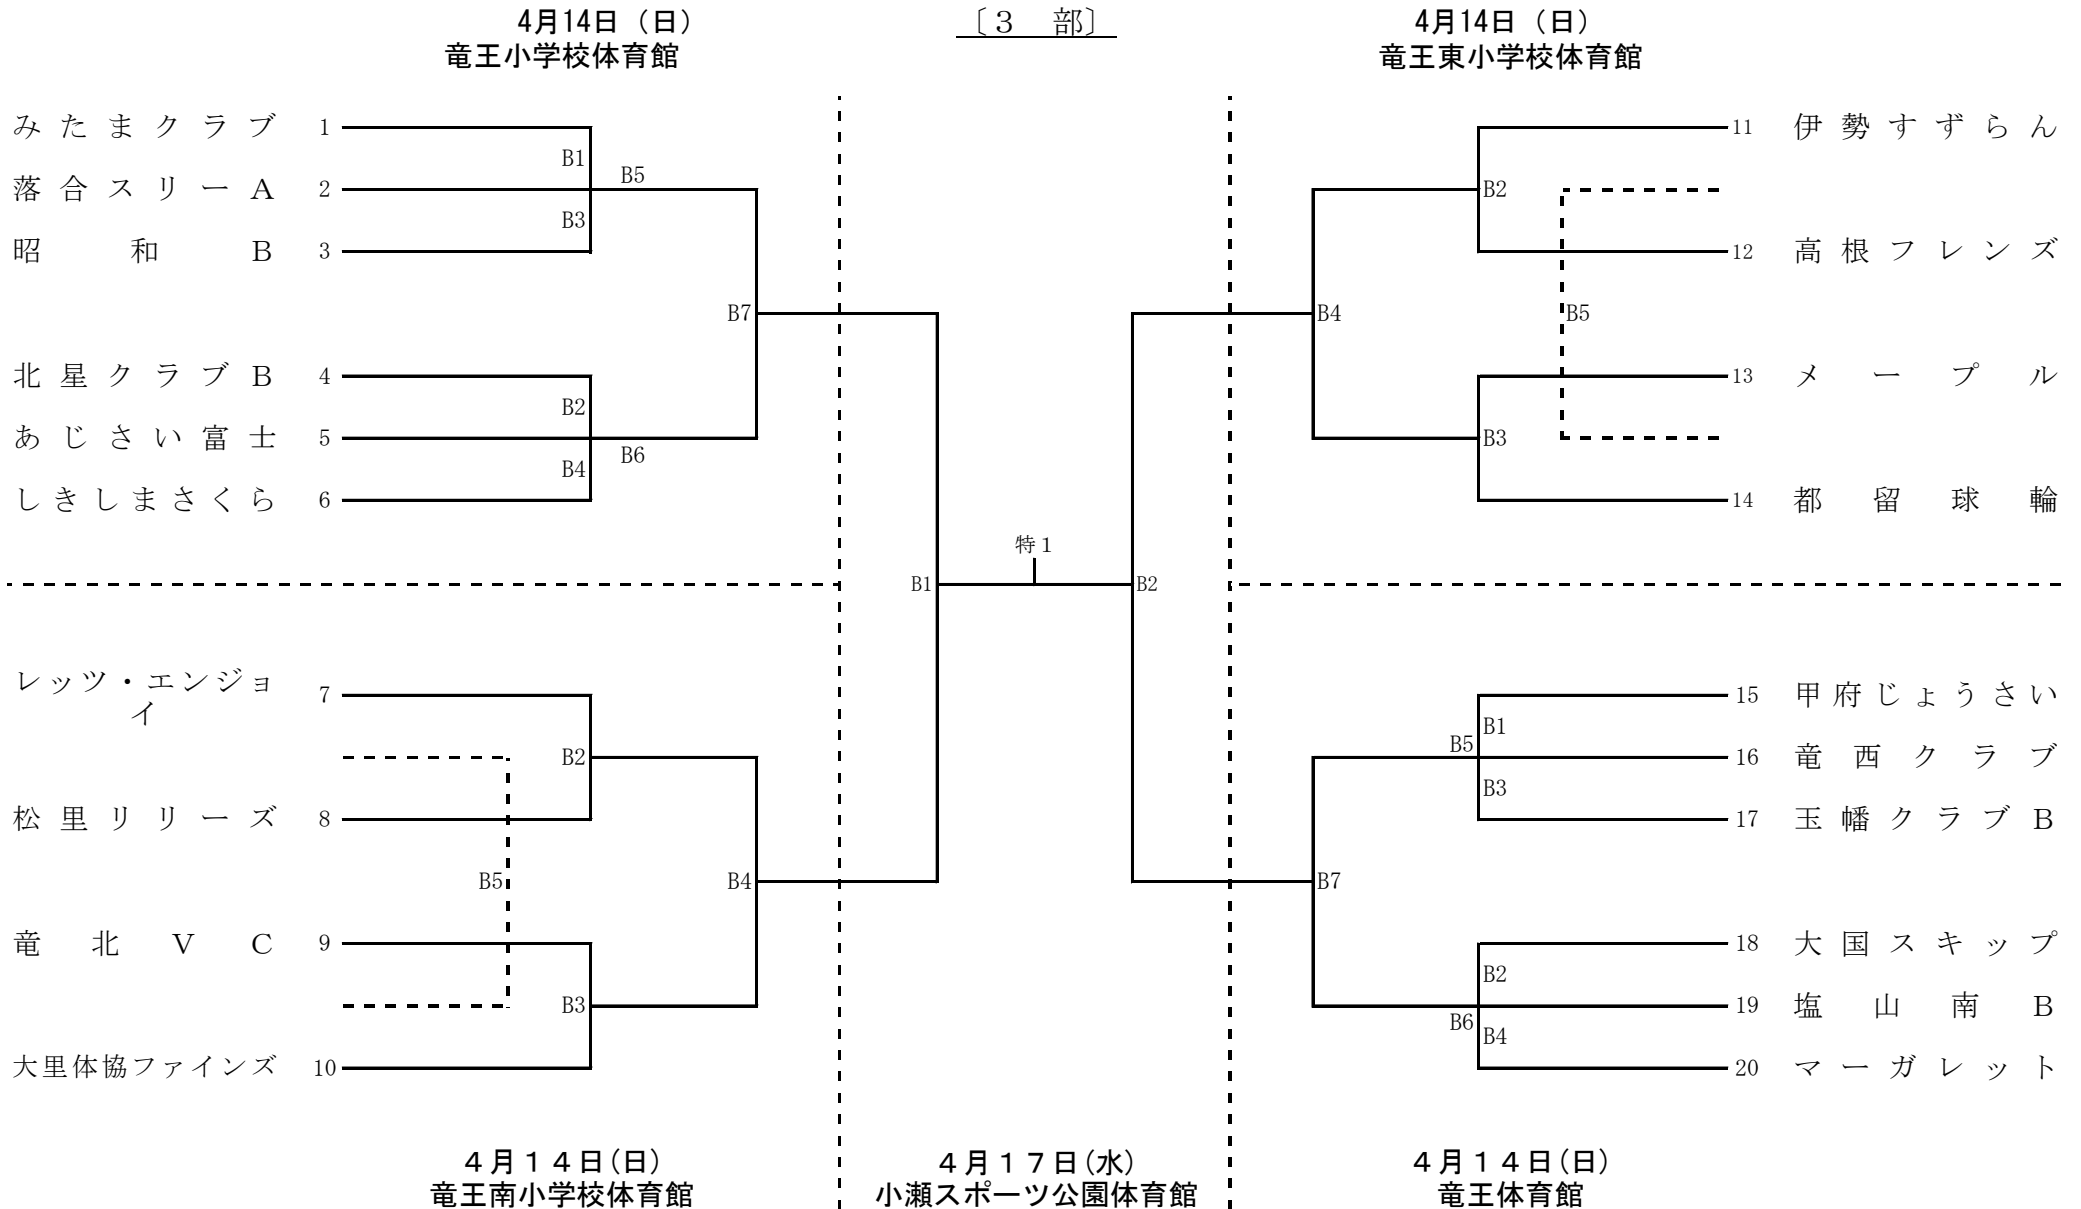 4月14日（日）
竜王小学校体育館
〔３　部〕
4月14日（日）
竜王東小学校体育館
みたまクラブ 1
B1
落合スリーＡ 2
B5
B3
昭和Ｂ 3
B7
北星クラブＢ 4
B2
あじさい富士 5
B6
B4
しきしまさくら 6
11 伊勢すずらん
B2
12 高根フレンズ
B4
B5
13 メープル
B3
14 都留球輪
特１
B1
B2
レッツ・エンジョ
イ
7
B2
松里リリーズ 8
B5
B4
竜北ＶＣ 9
B3
大里体協ファインズ 10
15 甲府じょうさい
B1
B5
16 竜西クラブ
B3
17 玉幡クラブＢ
B7
18 大国スキップ
B2
19 塩山南Ｂ
B6
B4
20 マーガレット
４月１４日(日)
竜王南小学校体育館
４月１７日(水)
小瀬スポーツ公園体育館
４月１４日(日)
竜王体育館